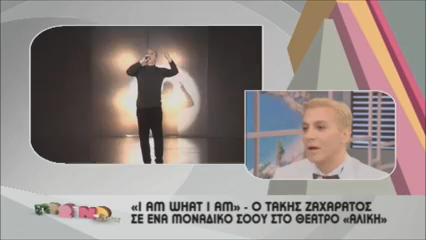 «I AM WHAT I AM» - Ο ΤΑΚΗΣ ΖΑΧΑΡΑΤΟΣ
ΣΕ ΕΝΑ ΜΟΝΑΔΙΚΟ ΣΟΟΥ ΣΤΟ ΘΕΑΤΡΟ «ΑΛΙΚΗ»